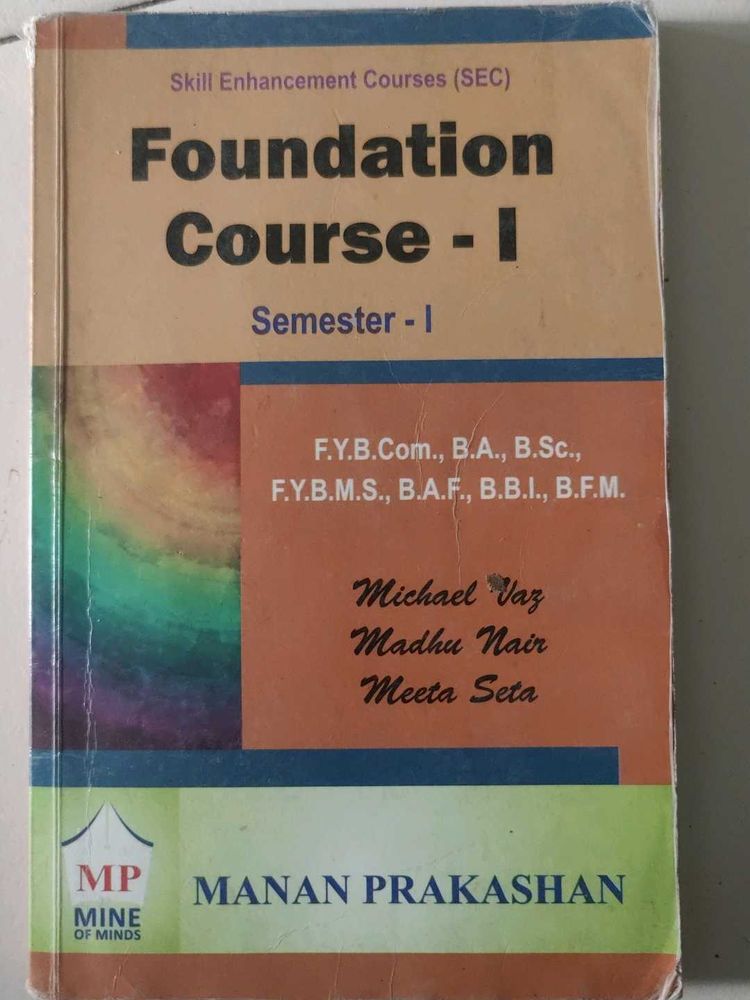 Skill Enhancement Courses (SEC)
Foundation
Course - I
Semester - I
F.Y.B.Com., B.A., B.Sc.,
F.Y.B.M.S., B.A.F., B.B.I., B.F.M.
Michael Vaz
Madhu Nair
Meeta Seta
MP
MINE
OF MINDS
MANAN PRAKASHAN